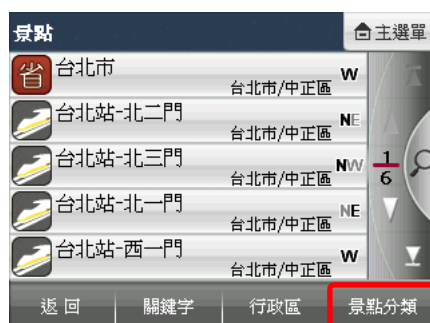 景點
主選單
省
台北市
台北市/中正區
W
台北站-北二門
台北市/中正區
NE
台北站-北三門
台北市/中正區
NW
台北站-北一門
台北市/中正區
NE
台北站-西一門
台北市/中正區
W
1
6
返回
關鍵字
行政區
景點分類